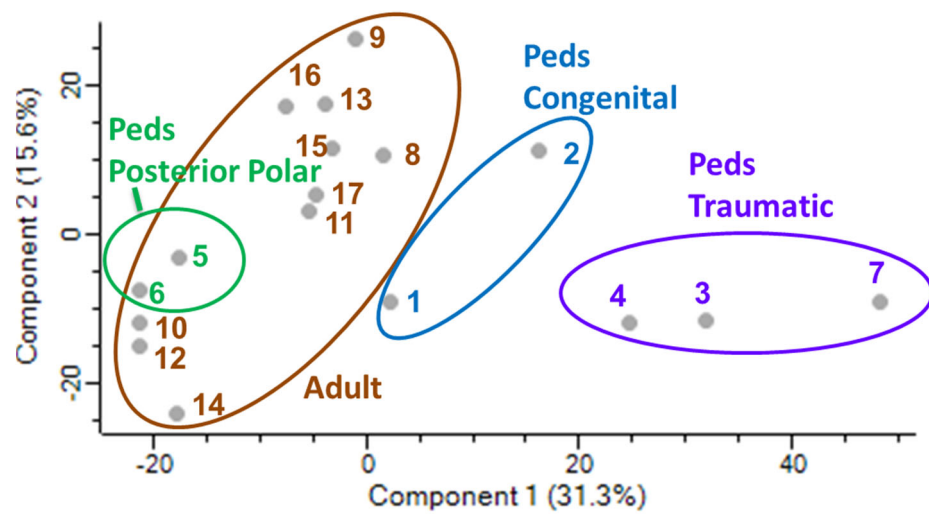 9
Peds
Congenital
16
13
20
Peds
Posterior Polar
15
8
2
Peds
Traumatic
17
11
0
5
6
1
4
3
7
10
12
-20
14
Adult
Component 2 (15.6%)
-20
0
20
40
Component 1 (31.3%)